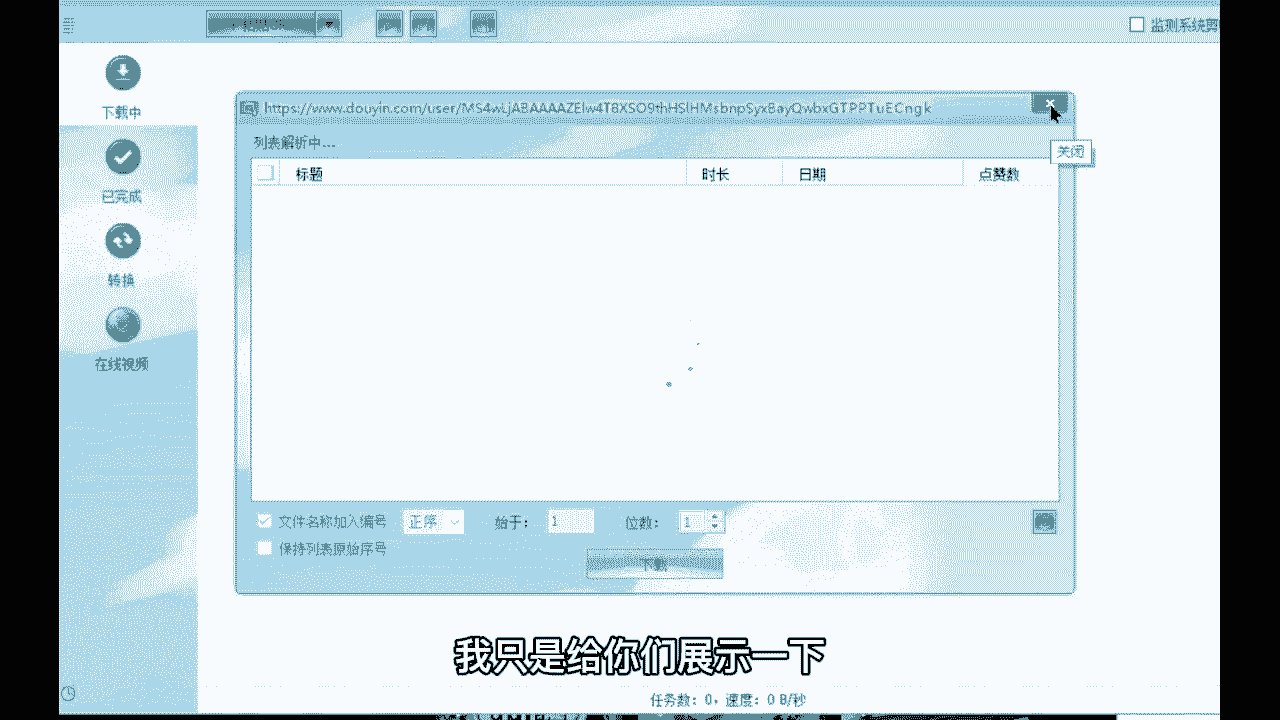 监测系统剪
下载中
已完成
转换
在线视频
https://www.douyin.com/user/MS4wLjABAAAAZElw4T6XSO9thHSlHMsbnpSyxBayQwbxGTPPTuECngk
关闭
列表解析中...
标题 时长 日期 点赞数
文件名称加入编号 正序 始于: 1 位数: 1
保持列表原始序号
下载
我只是给你们展示一下
任务数: 0, 速度: 0 B/秒